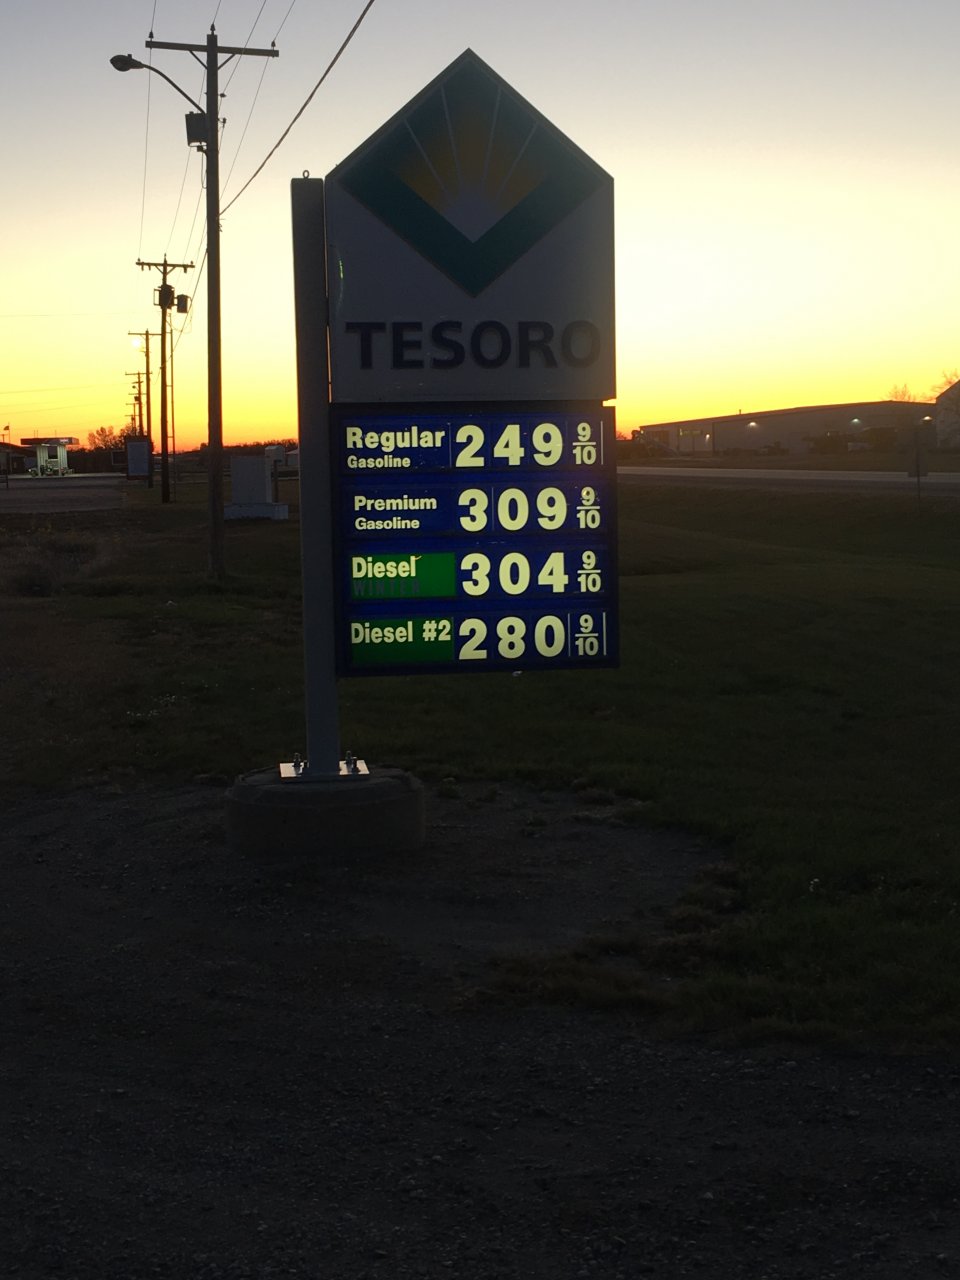 TESORO
Regular 249 9/10
Gasoline
Premium 309 9/10
Gasoline
Diesel 304 9/10
WINTER
Diesel #2 280 9/10